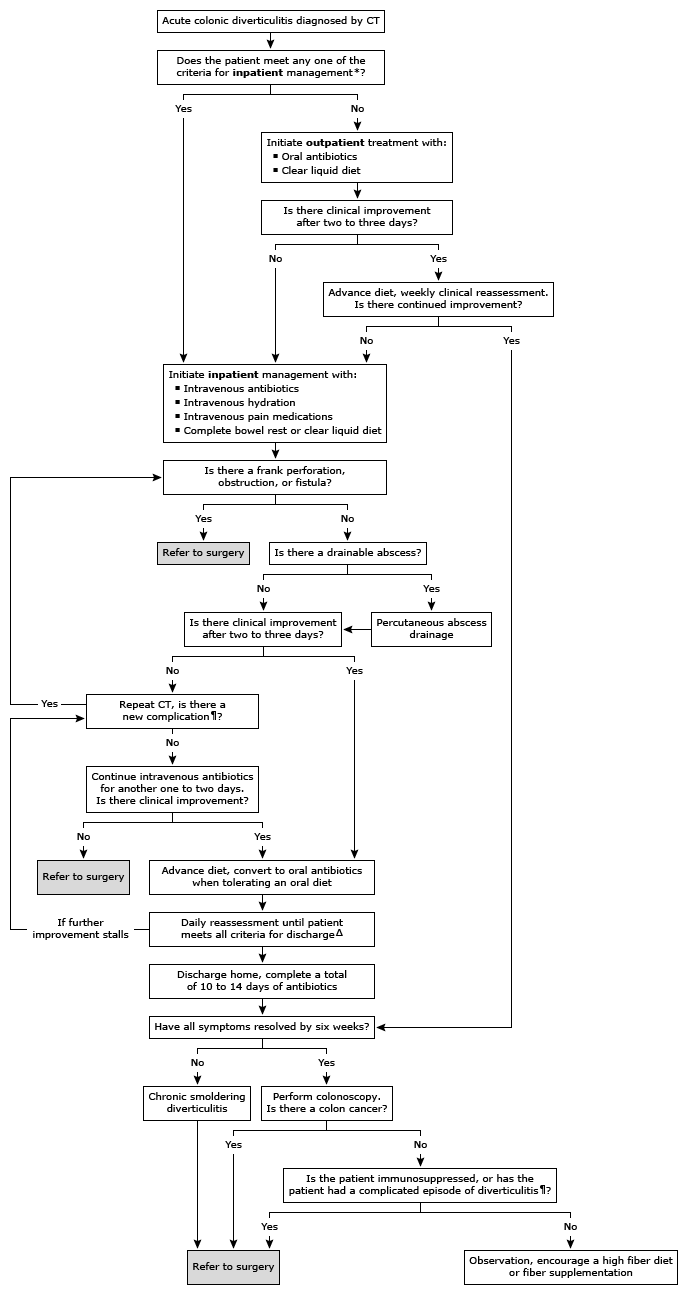 Acute colonic diverticulitis diagnosed by CT
Does the patient meet any one of the
criteria for inpatient management*?
Yes
No
Initiate outpatient treatment with:
▪ Oral antibiotics
▪ Clear liquid diet
Is there clinical improvement
after two to three days?
No
Yes
Advance diet, weekly clinical reassessment.
Is there continued improvement?
No
Yes
Initiate inpatient management with:
▪ Intravenous antibiotics
▪ Intravenous hydration
▪ Intravenous pain medications
▪ Complete bowel rest or clear liquid diet
Is there a frank perforation,
obstruction, or fistula?
Yes
No
Refer to surgery
Is there a drainable abscess?
No
Yes
Is there clinical improvement
after two to three days?
Percutaneous abscess
drainage
No
Yes
Yes
Repeat CT, is there a
new complication¶?
No
Continue intravenous antibiotics
for another one to two days.
Is there clinical improvement?
No
Yes
Refer to surgery
Advance diet, convert to oral antibiotics
when tolerating an oral diet
If further
improvement stalls
Daily reassessment until patient
meets all criteria for dischargeΔ
Discharge home, complete a total
of 10 to 14 days of antibiotics
Have all symptoms resolved by six weeks?
No
Yes
Chronic smoldering
diverticulitis
Perform colonoscopy.
Is there a colon cancer?
Yes
No
Is the patient immunosuppressed, or has the
patient had a complicated episode of diverticulitis¶?
Yes
No
Refer to surgery
Observation, encourage a high fiber diet
or fiber supplementation